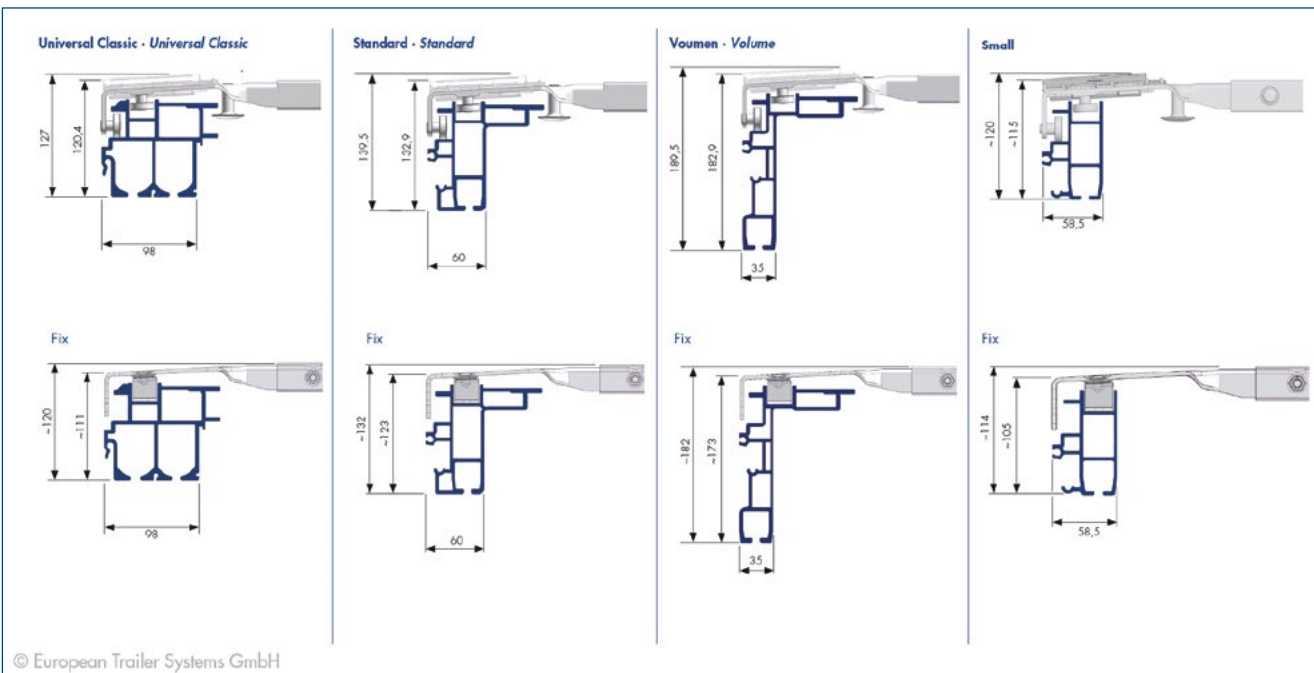 Universal Classic · Universal Classic
127
120,4
98
Fix
~120
~111
98
Standard · Standard
139,5
132,9
60
Fix
~132
~123
60
Voumen · Volume
189,5
182,9
35
Fix
~182
~173
35
Small
~120
~115
58,5
Fix
~114
~105
58,5
© European Trailer Systems GmbH